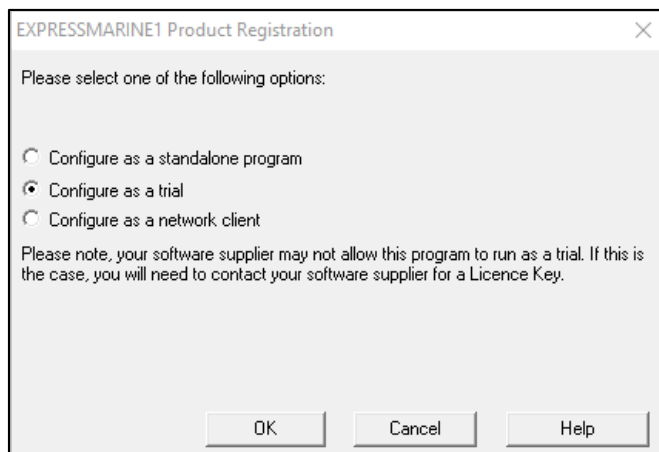 EXPRESSMARINE1 Product Registration
Please select one of the following options:
Configure as a standalone program
Configure as a trial
Configure as a network client
Please note, your software supplier may not allow this program to run as a trial. If this is
the case, you will need to contact your software supplier for a Licence Key.
OK Cancel Help